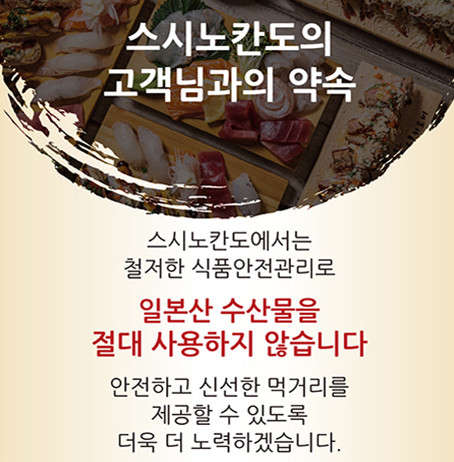 스시노칸도의
고객님과의 약속
스시노칸도에서는
철저한 식품안전관리로
일본산 수산물을
절대 사용하지 않습니다
안전하고 신선한 먹거리를
제공할 수 있도록
더욱 더 노력하겠습니다.